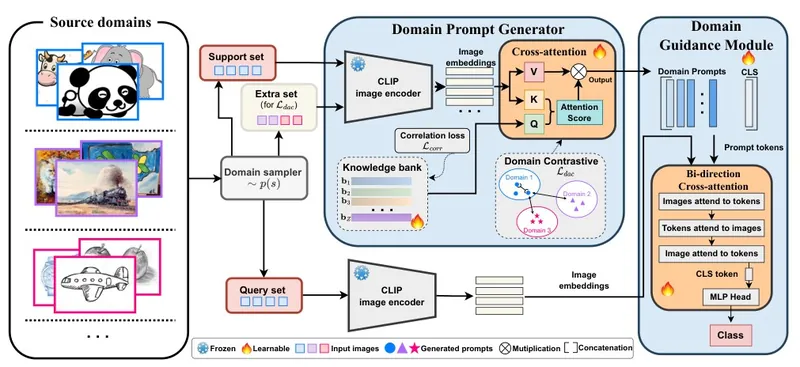 Source domains
. . .
Support set
Extra set
(for L_dac)
Domain sampler
~ p(s)
Query set
Domain Prompt Generator
CLIP
image encoder
Image
embeddings
Cross-attention
V
K
Q
Output
Attention
Score
Correlation loss
L_corr
Knowledge bank
b1
b2
b3
. . .
bZ
Domain Contrastive
L_dac
Domain 1
Domain 2
Domain 3
CLIP
image encoder
Image
embeddings
Domain
Guidance Module
Domain Prompts
CLS
Prompt tokens
Bi-direction
Cross-attention
Images attend to tokens
Tokens attend to images
Image attend to tokens
CLS token
MLP Head
Class
Frozen
Learnable
Input images
Generated prompts
Mutiplication
Concatenation